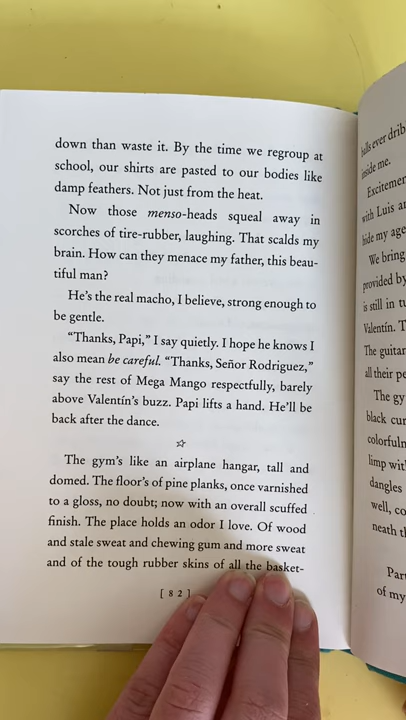 down than waste it. By the time we regroup at
school, our shirts are pasted to our bodies like
damp feathers. Not just from the heat.
Now those menso-heads squeal away in
scorches of tire-rubber, laughing. That scalds my
brain. How can they menace my father, this beau-
tiful man?
He's the real macho, I believe, strong enough to
be gentle.
"Thanks, Papi," I say quietly. I hope he knows I
also mean be careful. "Thanks, Señor Rodriguez,"
say the rest of Mega Mango respectfully, barely
above Valentín's buzz. Papi lifts a hand. He'll be
back after the dance.
☆
The gym's like an airplane hangar, tall and
domed. The floor's of pine planks, once varnished
to a gloss, no doubt; now with an overall scuffed
finish. The place holds an odor I love. Of wood
and stale sweat and chewing gum and more sweat
and of the tough rubber skins of all the basket-
[ 82 ]
balls ever drib
inside me.
Excitemen
with Luis a
hide my age
We bring
provided by
is still in tu
Valentín. T
The guitar
all their pe
The gy
black cur
colorful
limp wit
dangles
well, co
neath th
Par
of my